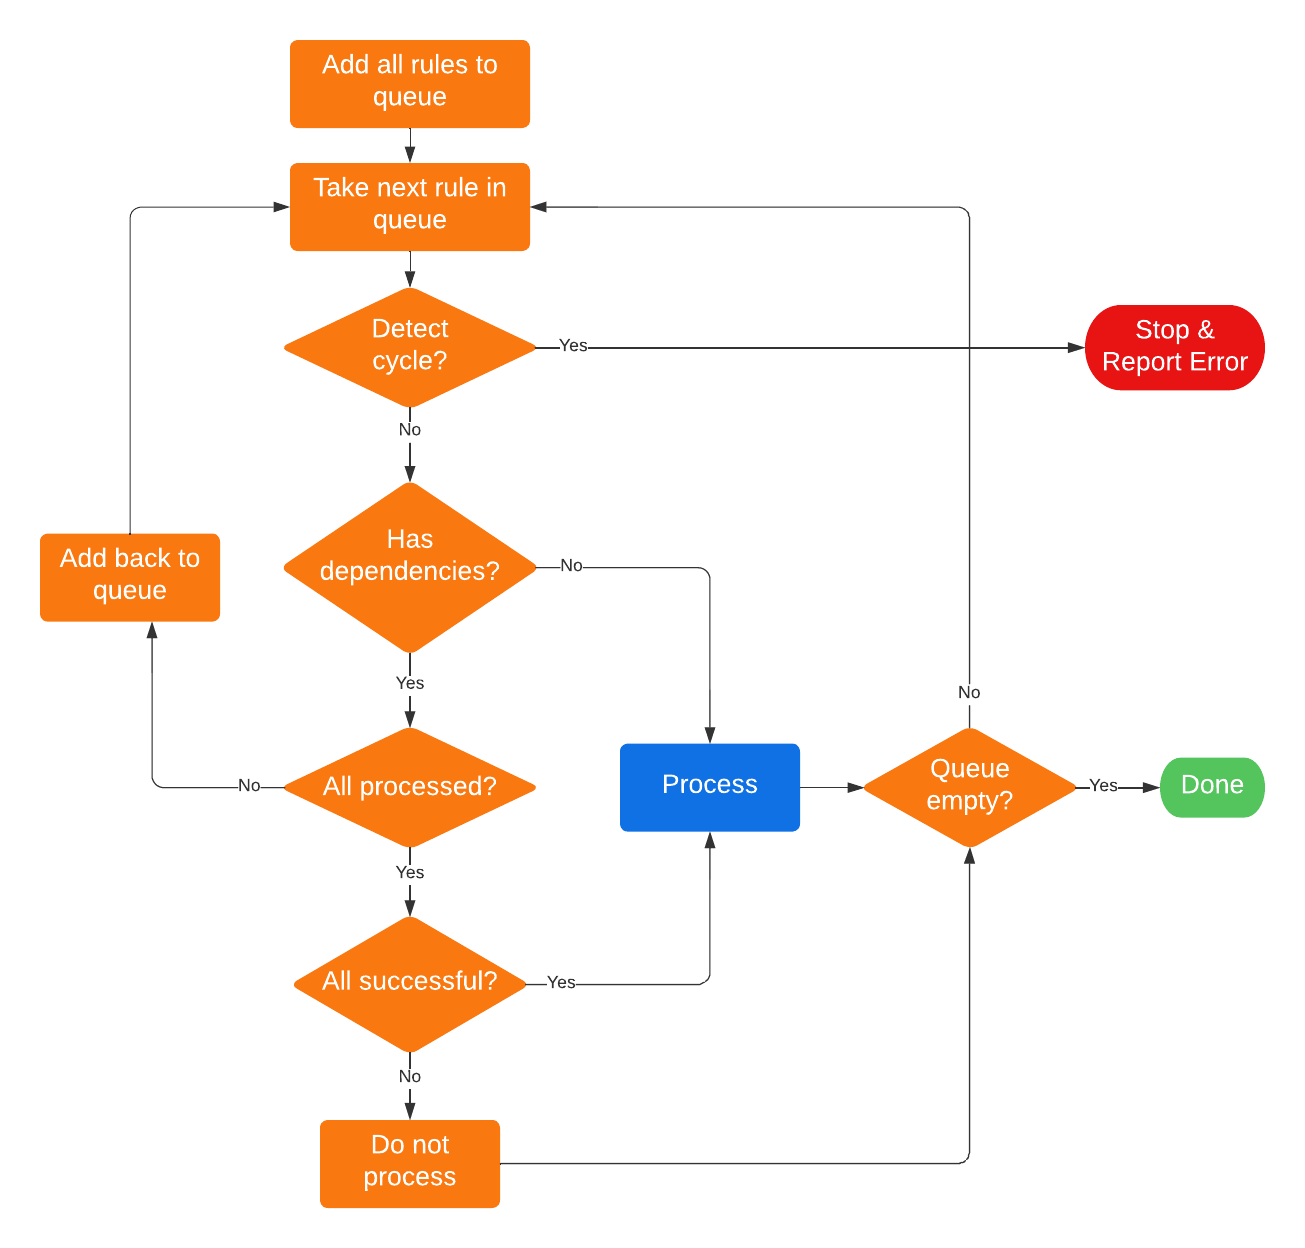 Add all rules to
queue
Take next rule in
queue
Detect
cycle?
Yes
Stop &
Report Error
No
Has
dependencies?
No
Add back to
queue
Yes
No
All processed?
No
Process
Queue
empty?
Yes
Done
Yes
All successful?
Yes
No
Do not
process